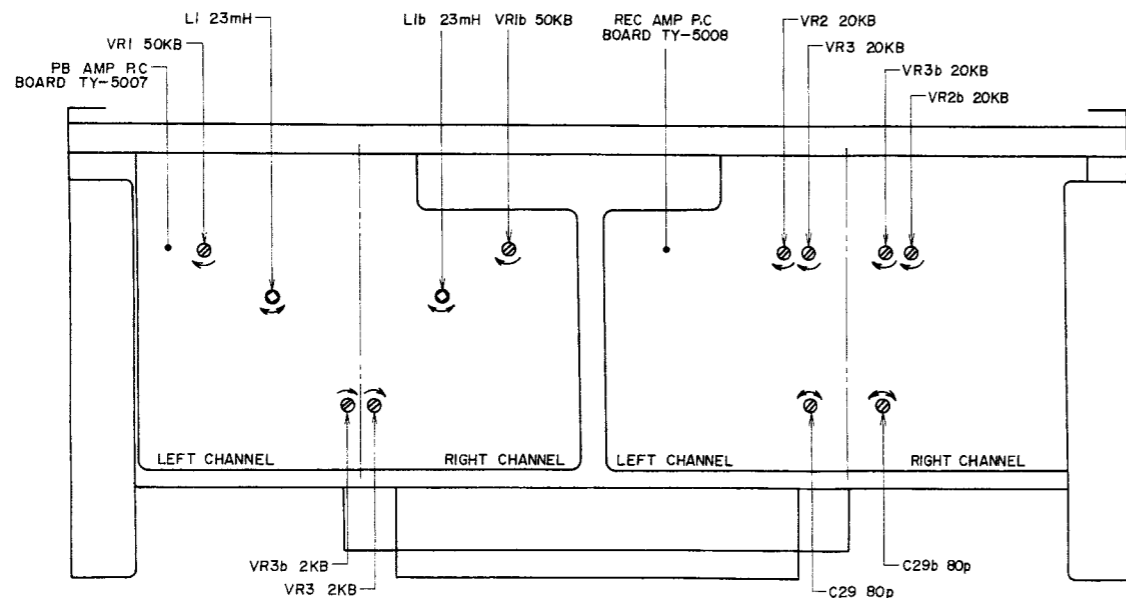 L1 23mH
VR1 50KB
PB AMP P.C
BOARD TY-5007
L1b 23mH
VR1b 50KB
REC AMP P.C
BOARD TY-5008
VR2 20KB
VR3 20KB
VR3b 20KB
VR2b 20KB
LEFT CHANNEL
RIGHT CHANNEL
LEFT CHANNEL
RIGHT CHANNEL
VR3b 2KB
VR3 2KB
C29 80p
C29b 80p